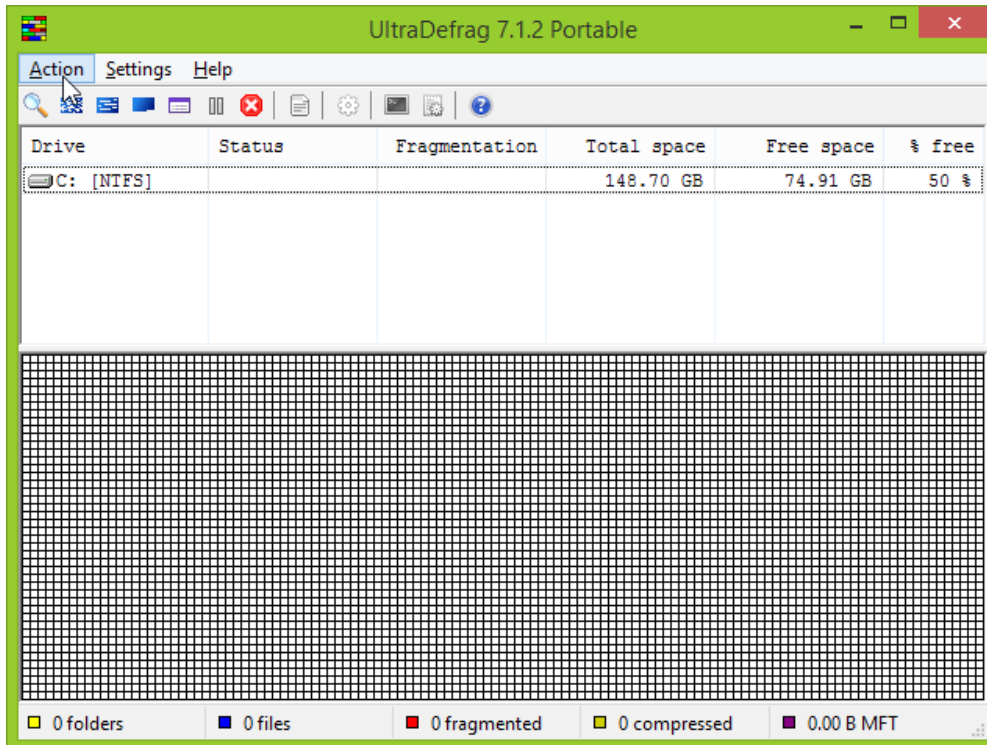 UltraDefrag 7.1.2 Portable
Action Settings Help
Drive Status Fragmentation Total space Free space % free
C: [NTFS] 148.70 GB 74.91 GB 50 %
0 folders 0 files 0 fragmented 0 compressed 0.00 B MFT